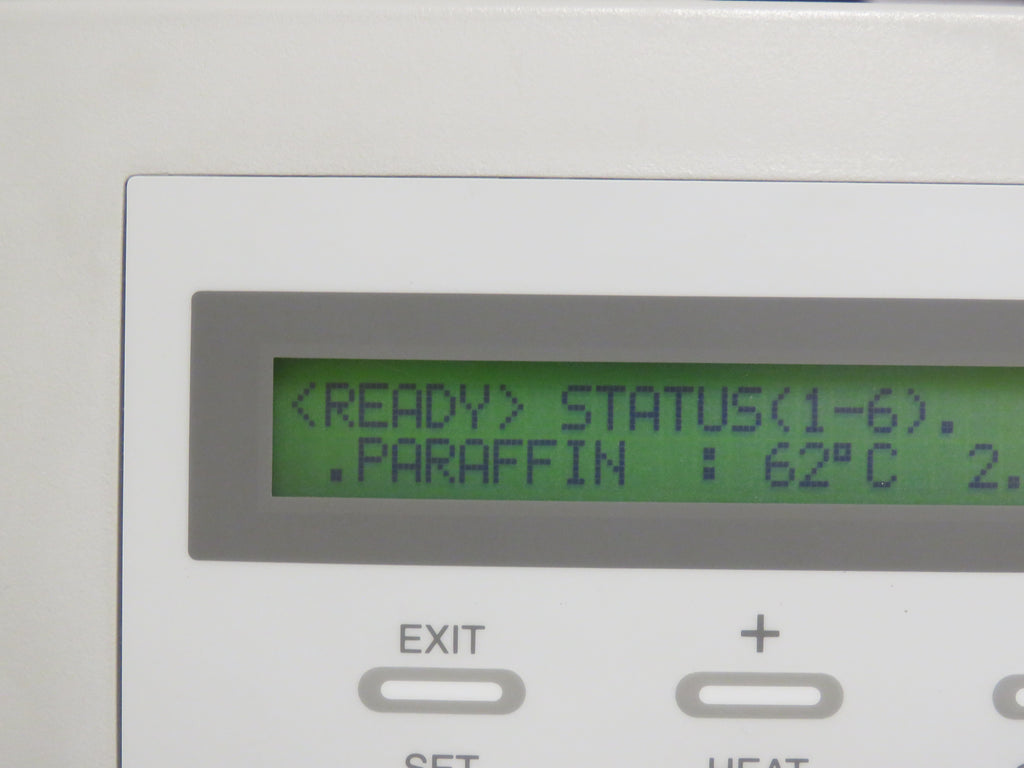 <READY> STATUS(1-6).
.PARAFFIN : 62°C 2.
EXIT +
SET HEAT